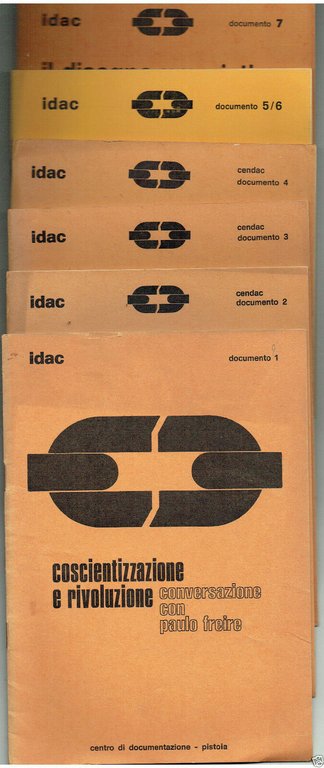 idac
documento 7
idac
documento 5/6
idac
cendac
documento 4
idac
cendac
documento 3
idac
cendac
documento 2
idac
documento 1
coscientizzazione
e rivoluzione
conversazione
con
paulo freire
centro di documentazione - pistoia